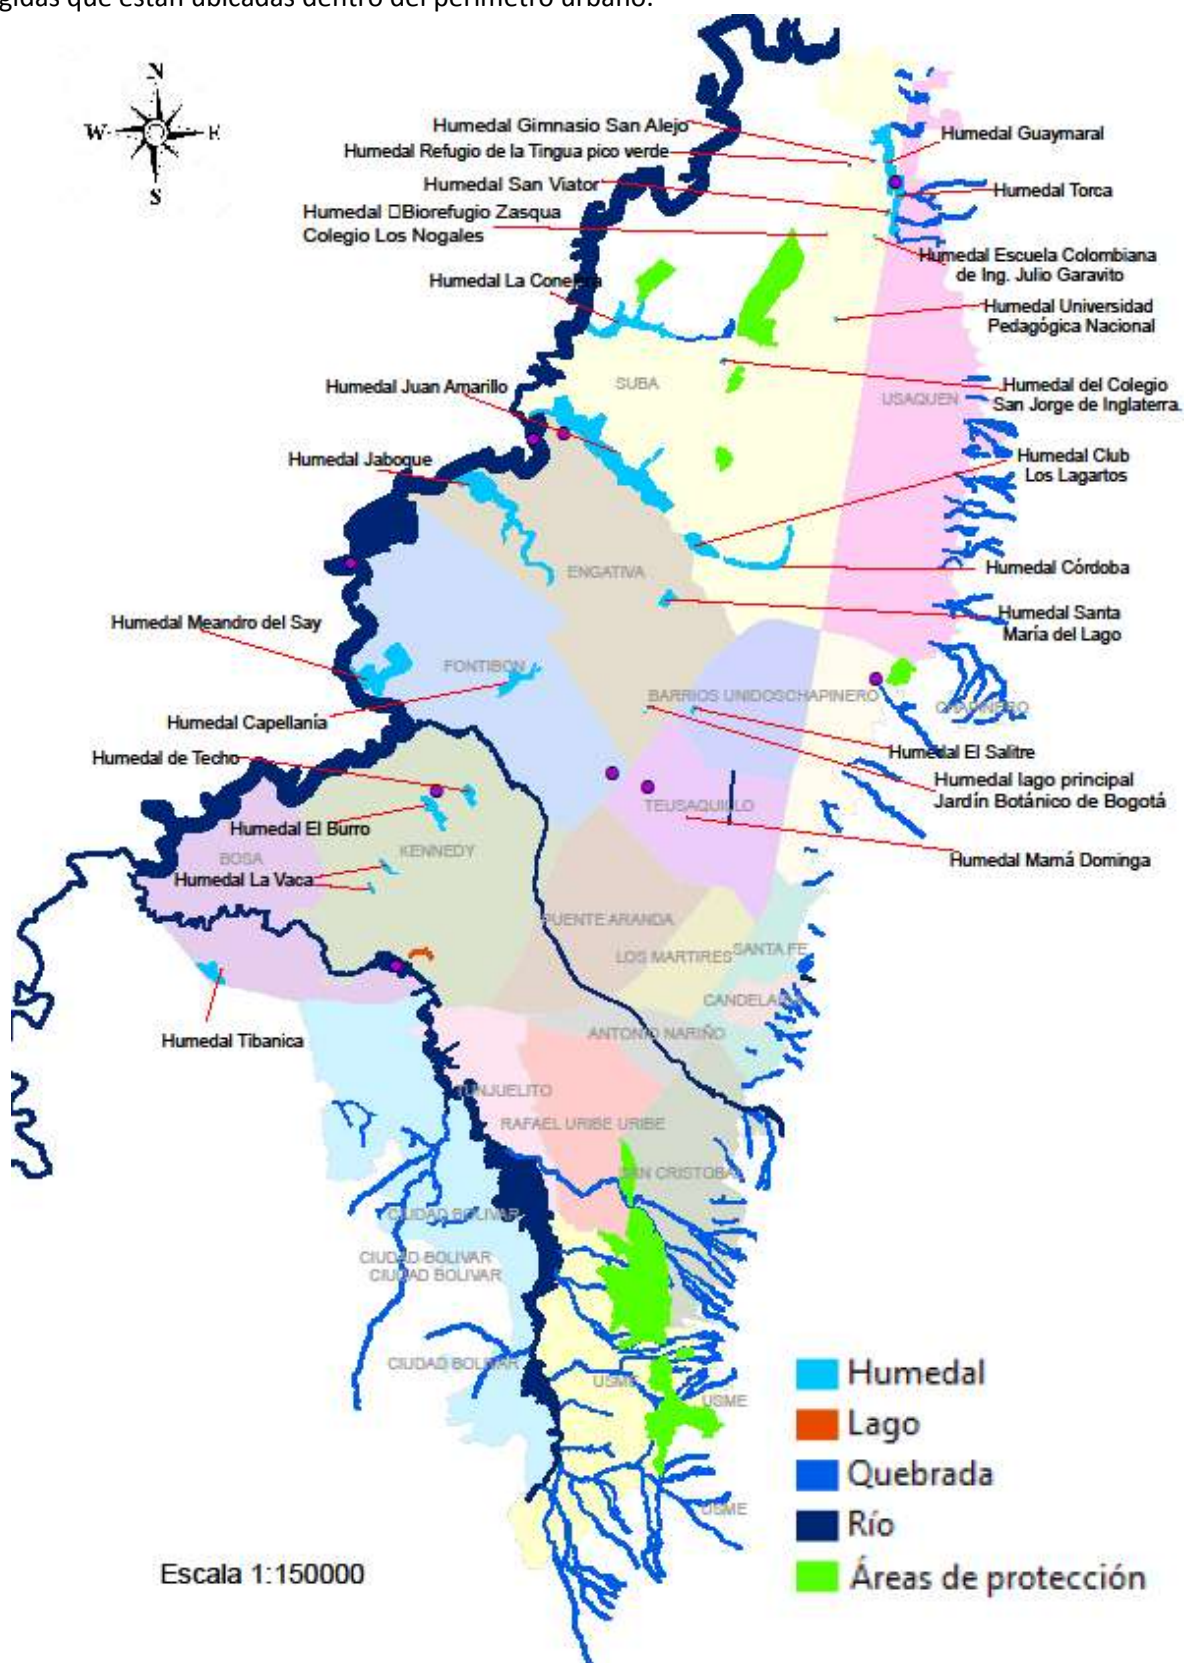 gidas que están ubicadas dentro del perímetro urbano.
N
W
E
S
Humedal Gimnasio San Alejo
Humedal Guaymaral
Humedal Refugio de la Tingua pico verde
Humedal San Viator
Humedal Torca
Humedal □Biorefugio Zasqua
Colegio Los Nogales
Humedal Escuela Colombiana
de Ing. Julio Garavito
Humedal La Conejera
Humedal Universidad
Pedagógica Nacional
SUBA
Humedal Juan Amarillo
Humedal del Colegio
San Jorge de Inglaterra.
USAQUEN
Humedal Jaboque
Humedal Club
Los Lagartos
ENGATIVA
Humedal Córdoba
Humedal Meandro del Say
Humedal Santa
María del Lago
FONTIBON
BARRIOS UNIDOS
CHAPINERO
CHAPINERO
Humedal Capellanía
Humedal de Techo
Humedal El Salitre
Humedal lago principal
Jardín Botánico de Bogotá
TEUSAQUILLO
Humedal El Burro
KENNEDY
BOSA
Humedal Mamá Dominga
Humedal La Vaca
PUENTE ARANDA
LOS MARTIRES
SANTA FE
CANDELARIA
Humedal Tibanica
ANTONIO NARIÑO
TUNJUELITO
RAFAEL URIBE URIBE
SAN CRISTOBAL
CIUDAD BOLIVAR
CIUDAD BOLIVAR
CIUDAD BOLIVAR
CIUDAD BOLIVAR
USME
USME
USME
Humedal
Lago
Quebrada
Río
Áreas de protección
Escala 1:150000